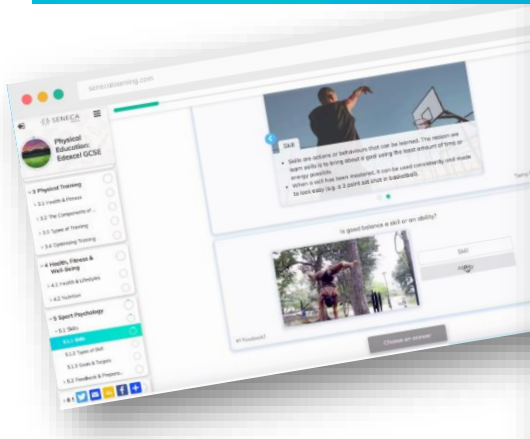 senecalearning.com
SENECA
Physical
Education:
Edexcel GCSE
3 Physical Training
3.1 Health & Fitness
3.2 The Components of ...
3.3 Types of Training
3.4 Optimising Training
4 Health, Fitness &
Well-Being
4.1 Health & Lifestyles
4.2 Nutrition
5 Sport Psychology
5.1 Skills
5.1.1 Skills
5.1.2 Types of Skill
5.1.3 Goals & Targets
5.2 Feedback & Prepara...
Skill
Skills are actions or behaviours that can be learned. The reason we
learn skills is to bring about a goal using the least amount of time or
energy possible.
When a skill has been mastered, it can be used consistently and made
to look easy (e.g. a 3 point set shot in basketball).
Is good balance a skill or an ability?
Skill
Ability
Feedback?
Choose an answer